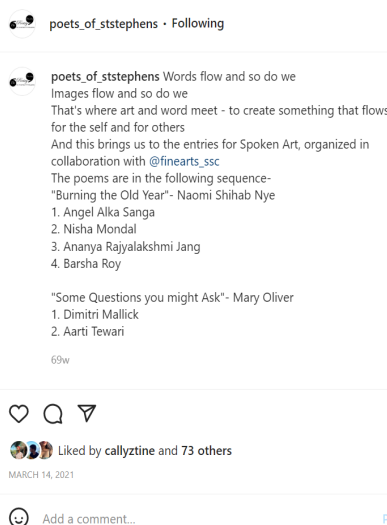 poets_of_ststephens • Following
poets_of_ststephens Words flow and so do we
Images flow and so do we
That's where art and word meet - to create something that flows
for the self and for others
And this brings us to the entries for Spoken Art, organized in
collaboration with @finearts_ssc
The poems are in the following sequence-
"Burning the Old Year"- Naomi Shihab Nye
1. Angel Alka Sanga
2. Nisha Mondal
3. Ananya Rajyalakshmi Jang
4. Barsha Roy
"Some Questions you might Ask"- Mary Oliver
1. Dimitri Mallick
2. Aarti Tewari
69w
Liked by callyztine and 73 others
MARCH 14, 2021
Add a comment...